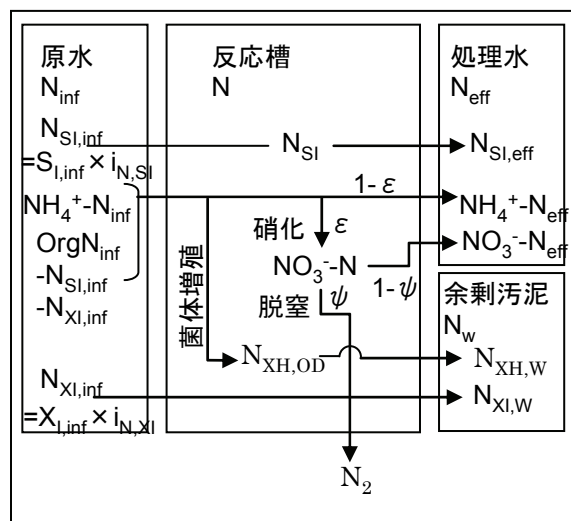 原水
N_inf
N_SI,inf
=S_I,inf × i_N,SI
NH₄⁺-N_inf
OrgN_inf
-N_SI,inf
-N_XI,inf
N_XI,inf
=X_I,inf × i_N,XI
反応槽
N
N_SI
1-ε
硝化
ε
NO₃⁻-N
脱窒
ψ
1-ψ
菌体増殖
N_XH,OD
N₂
処理水
N_eff
N_SI,eff
NH₄⁺-N_eff
NO₃⁻-N_eff
余剰汚泥
N_w
N_XH,W
N_XI,W